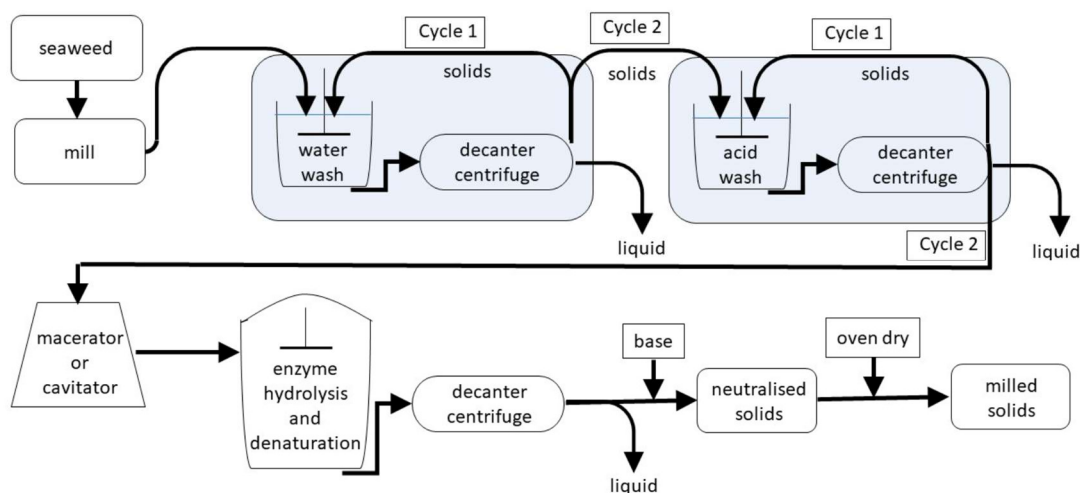 seaweed
mill
Cycle 1
solids
water
wash
decanter
centrifuge
liquid
Cycle 2
solids
Cycle 1
solids
acid
wash
decanter
centrifuge
liquid
Cycle 2
macerator
or
cavitator
enzyme
hydrolysis
and
denaturation
decanter
centrifuge
liquid
base
neutralised
solids
oven dry
milled
solids